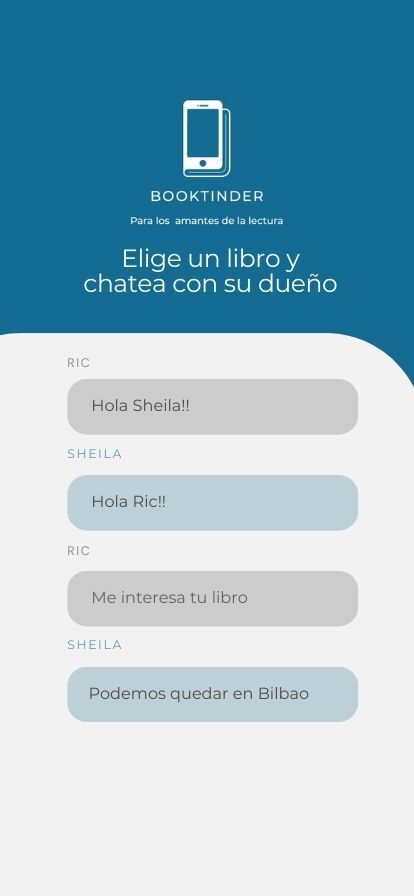 BOOKTINDER
Para los amantes de la lectura
Elige un libro y
chatea con su dueño
RIC
Hola Sheila!!
SHEILA
Hola Ric!!
RIC
Me interesa tu libro
SHEILA
Podemos quedar en Bilbao